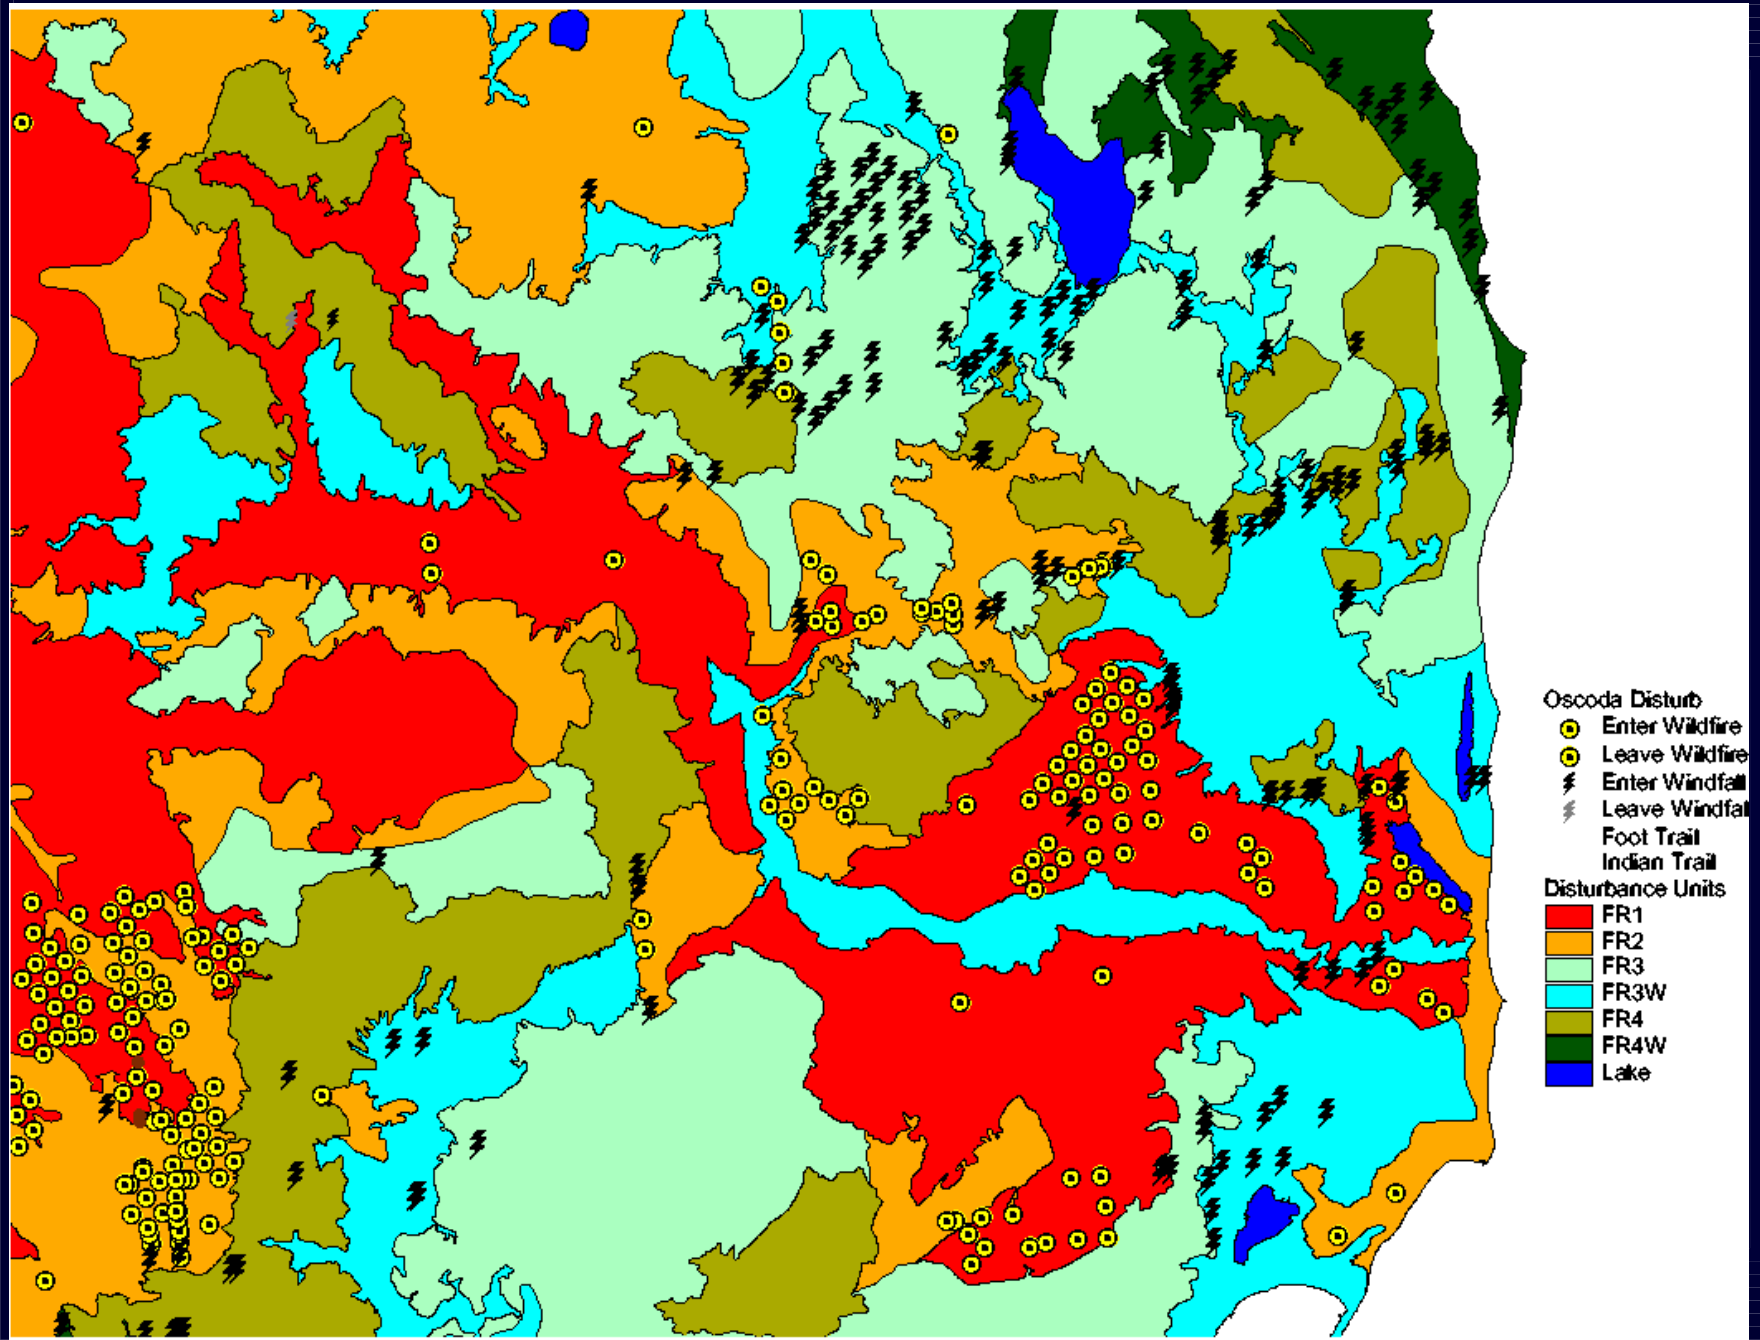 Oscoda Disturb
Enter Wildfire
Leave Wildfire
Enter Windfall
Leave Windfal
Foot Trail
Indian Trail
Disturbance Units
FR1
FR2
FR3
FR3W
FR4
FR4W
Lake